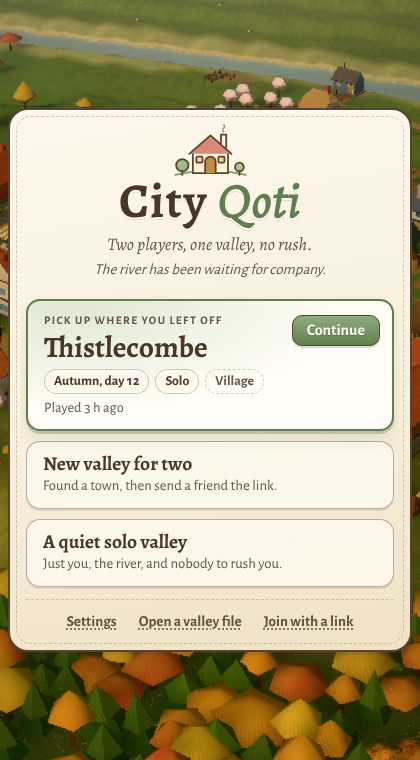 City Qoti
Two players, one valley, no rush.
The river has been waiting for company.
PICK UP WHERE YOU LEFT OFF
Continue
Thistlecombe
Autumn, day 12
Solo
Village
Played 3 h ago
New valley for two
Found a town, then send a friend the link.
A quiet solo valley
Just you, the river, and nobody to rush you.
Settings
Open a valley file
Join with a link